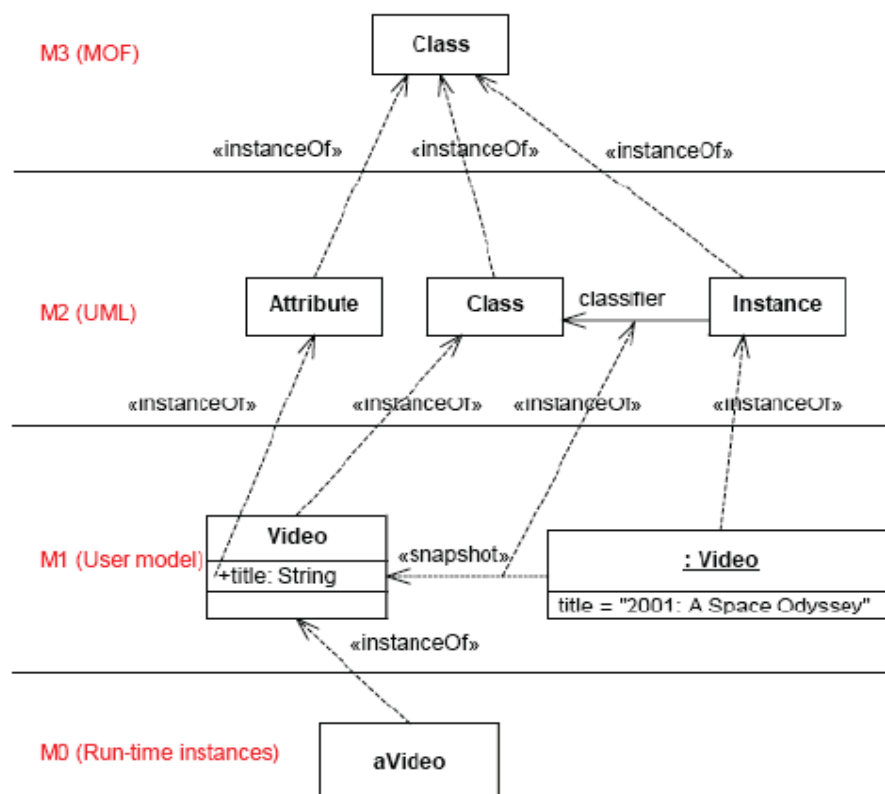 M3 (MOF)
Class
«instanceOf»
«instanceOf»
«instanceOf»
M2 (UML)
Attribute
Class
classifier
Instance
«instanceOf»
«instanceOf»
«instanceOf»
«instanceOf»
M1 (User model)
Video
+title: String
«snapshot»
: Video
title = "2001: A Space Odyssey"
«instanceOf»
M0 (Run-time instances)
aVideo